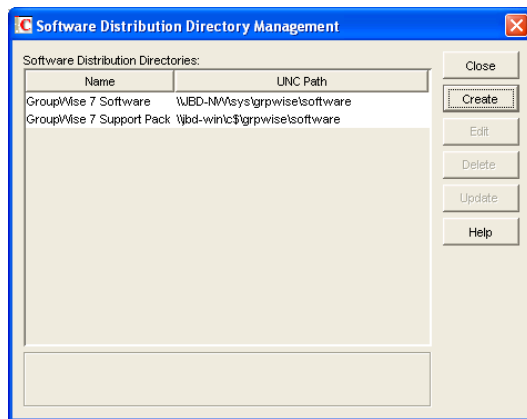 Software Distribution Directory Management
Software Distribution Directories:
Name UNC Path
GroupWise 7 Software \\JBD-NW\sys\grpwise\software
GroupWise 7 Support Pack \\jbd-win\c$\grpwise\software
Close
Create
Edit
Delete
Update
Help